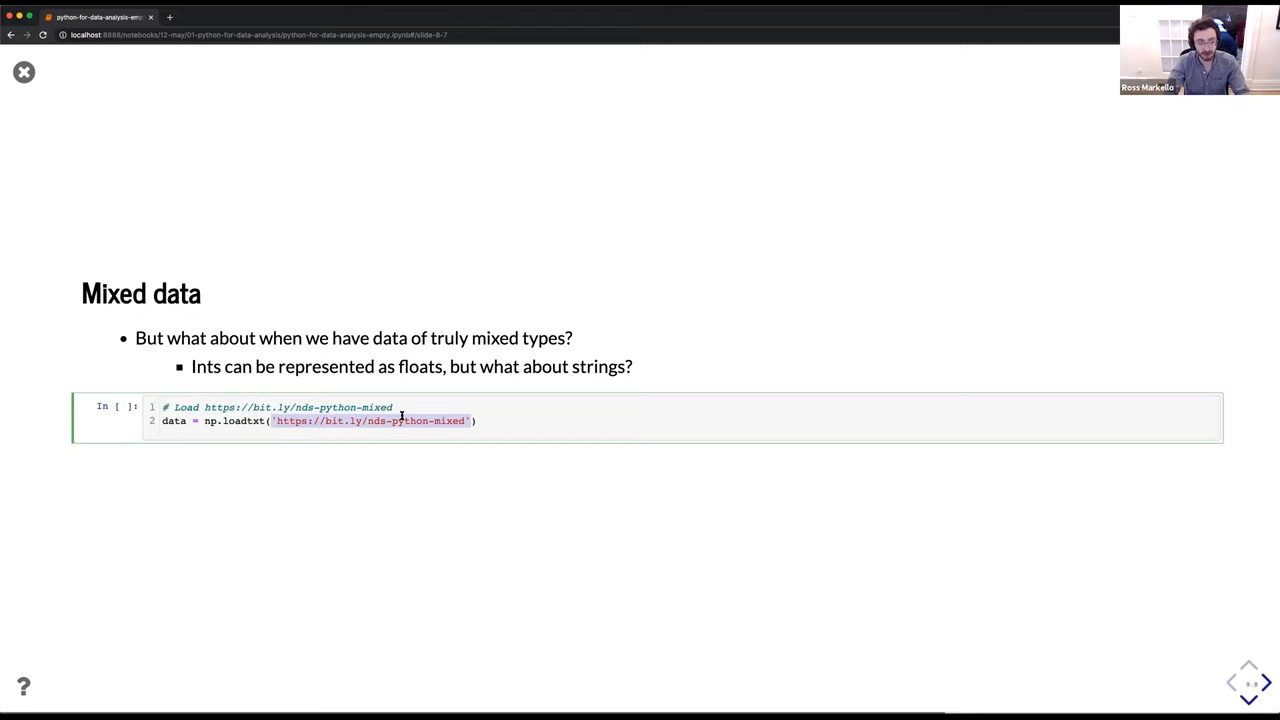 python-for-data-analysis-emp
localhost:8888/notebooks/12-may/01-python-for-data-analysis/python-for-data-analysis-empty.ipynb#/slide-8-7
Ross Markello
Mixed data
• But what about when we have data of truly mixed types?
▪ Ints can be represented as floats, but what about strings?
In [ ]:
1 # Load https://bit.ly/nds-python-mixed
2 data = np.loadtxt('https://bit.ly/nds-python-mixed')
?